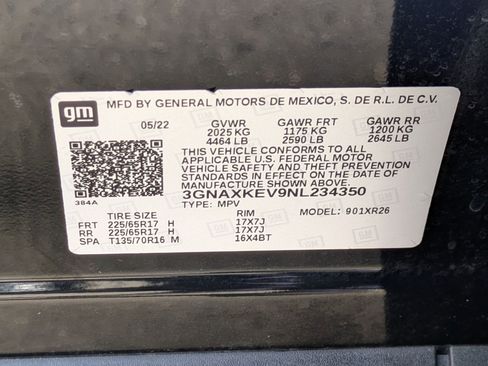 gm
MFD BY GENERAL MOTORS DE MEXICO, S. DE R.L. DE C.V.
05/22 GVWR GAWR FRT GAWR RR
2025 KG 1175 KG 1200 KG
4464 LB 2590 LB 2645 LB
THIS VEHICLE CONFORMS TO ALL
APPLICABLE U.S. FEDERAL MOTOR
VEHICLE SAFETY AND THEFT
PREVENTION STANDARDS IN EFFECT
ON THE DATE OF MANUFACTURE
SHOWN ABOVE.
384A 3GNAXKEV9NL234350
TYPE: MPV MODEL: 901XR26
TIRE SIZE RIM
FRT 225/65R17 H 17X7J
RR 225/65R17 H 17X7J
SPA T135/70R16 M 16X4BT